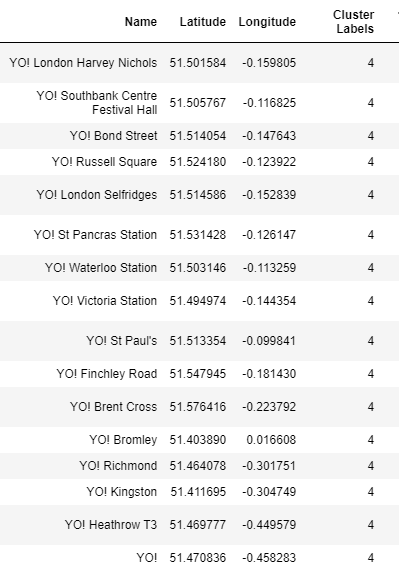 Name Latitude Longitude Cluster Labels
YO! London Harvey Nichols 51.501584 -0.159805 4
YO! Southbank Centre Festival Hall 51.505767 -0.116825 4
YO! Bond Street 51.514054 -0.147643 4
YO! Russell Square 51.524180 -0.123922 4
YO! London Selfridges 51.514586 -0.152839 4
YO! St Pancras Station 51.531428 -0.126147 4
YO! Waterloo Station 51.503146 -0.113259 4
YO! Victoria Station 51.494974 -0.144354 4
YO! St Paul's 51.513354 -0.099841 4
YO! Finchley Road 51.547945 -0.181430 4
YO! Brent Cross 51.576416 -0.223792 4
YO! Bromley 51.403890 0.016608 4
YO! Richmond 51.464078 -0.301751 4
YO! Kingston 51.411695 -0.304749 4
YO! Heathrow T3 51.469777 -0.449579 4
YO! 51.470836 -0.458283 4